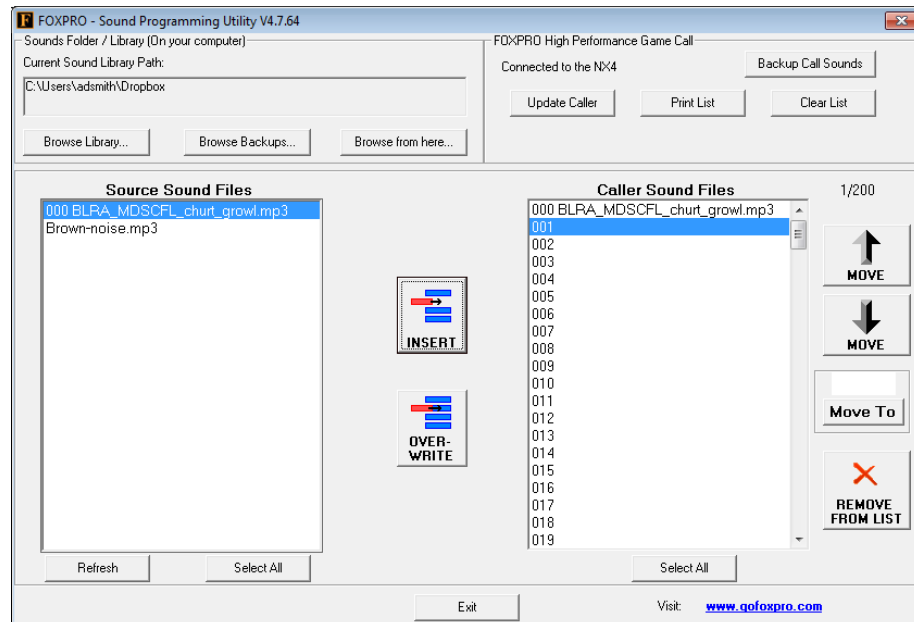 FOXPRO - Sound Programming Utility V4.7.64
Sounds Folder / Library (On your computer)
Current Sound Library Path:
C:\Users\adsmith\Dropbox
Browse Library...
Browse Backups...
Browse from here...
FOXPRO High Performance Game Call
Connected to the NX4
Backup Call Sounds
Update Caller
Print List
Clear List
Source Sound Files
000 BLRA_MDSCFL_churt_growl.mp3
Brown-noise.mp3
Refresh
Select All
INSERT
OVER-
WRITE
Caller Sound Files
1/200
000 BLRA_MDSCFL_churt_growl.mp3
001
002
003
004
005
006
007
008
009
010
011
012
013
014
015
016
017
018
019
Select All
MOVE
MOVE
Move To
REMOVE
FROM LIST
Exit
Visit: www.gofoxpro.com